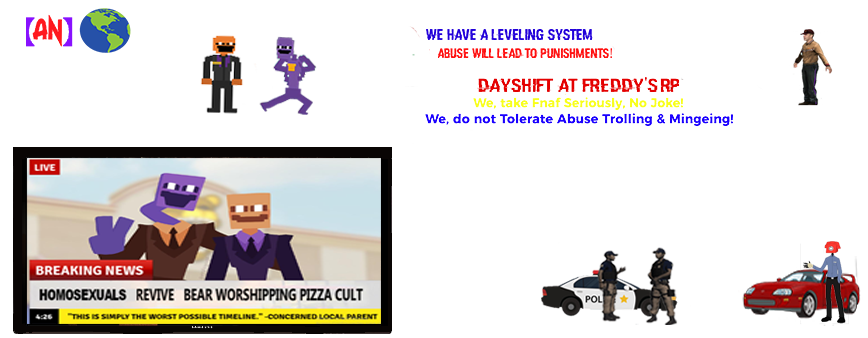 [AN]
WE HAVE A LEVELING SYSTEM
ABUSE WILL LEAD TO PUNISHMENTS!
DAYSHIFT AT FREDDY'S RP
We, take Fnaf Seriously, No Joke!
We, do not Tolerate Abuse Trolling & Mingeing!
LIVE
BREAKING NEWS
HOMOSEXUALS REVIVE BEAR WORSHIPPING PIZZA CULT
4:26 "THIS IS SIMPLY THE WORST POSSIBLE TIMELINE." -CONCERNED LOCAL PARENT